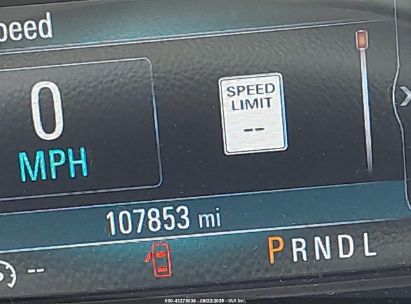 peed
0
MPH
SPEED
LIMIT
--
107853 mi
--
PRNDL